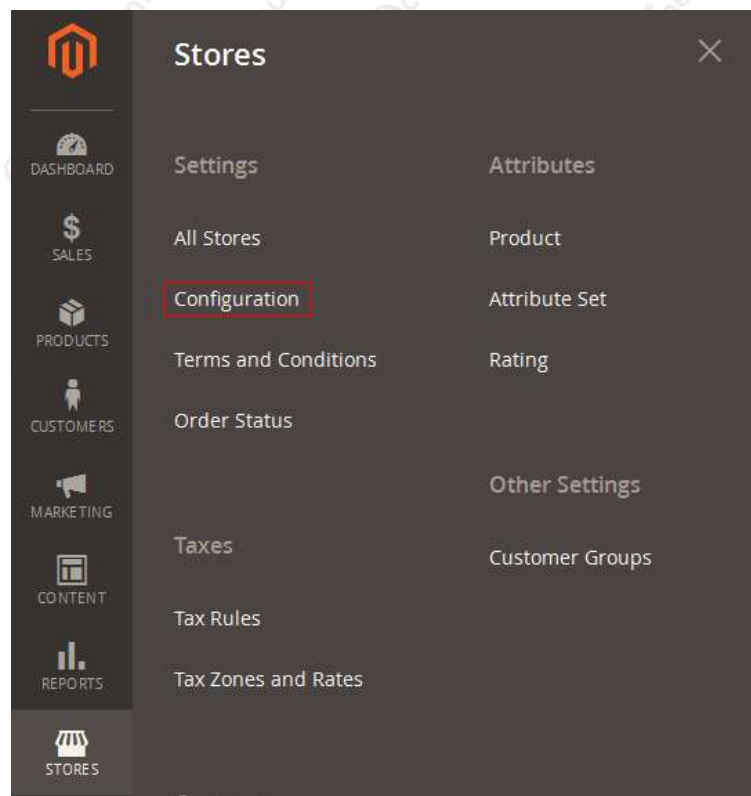 Stores
DASHBOARD
SALES
PRODUCTS
CUSTOMERS
MARKETING
CONTENT
REPORTS
STORES
Settings
All Stores
Configuration
Terms and Conditions
Order Status
Taxes
Tax Rules
Tax Zones and Rates
Attributes
Product
Attribute Set
Rating
Other Settings
Customer Groups